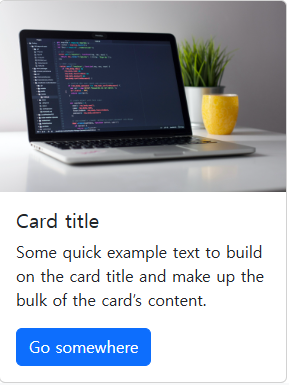 Card title
Some quick example text to build
on the card title and make up the
bulk of the card's content.
Go somewhere